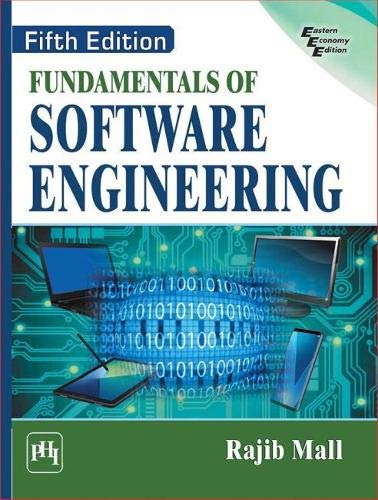 Fifth Edition
Eastern
Economy
Edition
FUNDAMENTALS OF
SOFTWARE
ENGINEERING
PHI
Rajib Mall